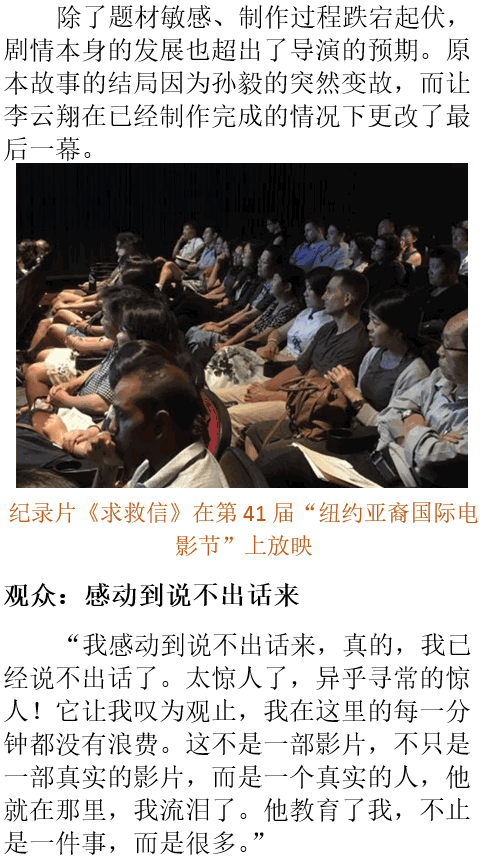 除了题材敏感、制作过程跌宕起伏，
剧情本身的发展也超出了导演的预期。原
本故事的结局因为孙毅的突然变故，而让
李云翔在已经制作完成的情况下更改了最
后一幕。
纪录片《求救信》在第 41 届“纽约亚裔国际电
影节”上放映
观众：感动到说不出话来
“我感动到说不出话来，真的，我已
经说不出话了。太惊人了，异乎寻常的惊
人！它让我叹为观止，我在这里的每一分
钟都没有浪费。这不是一部影片，不只是
一部真实的影片，而是一个真实的人，他
就在那里，我流泪了。他教育了我，不止
是一件事，而是很多。”